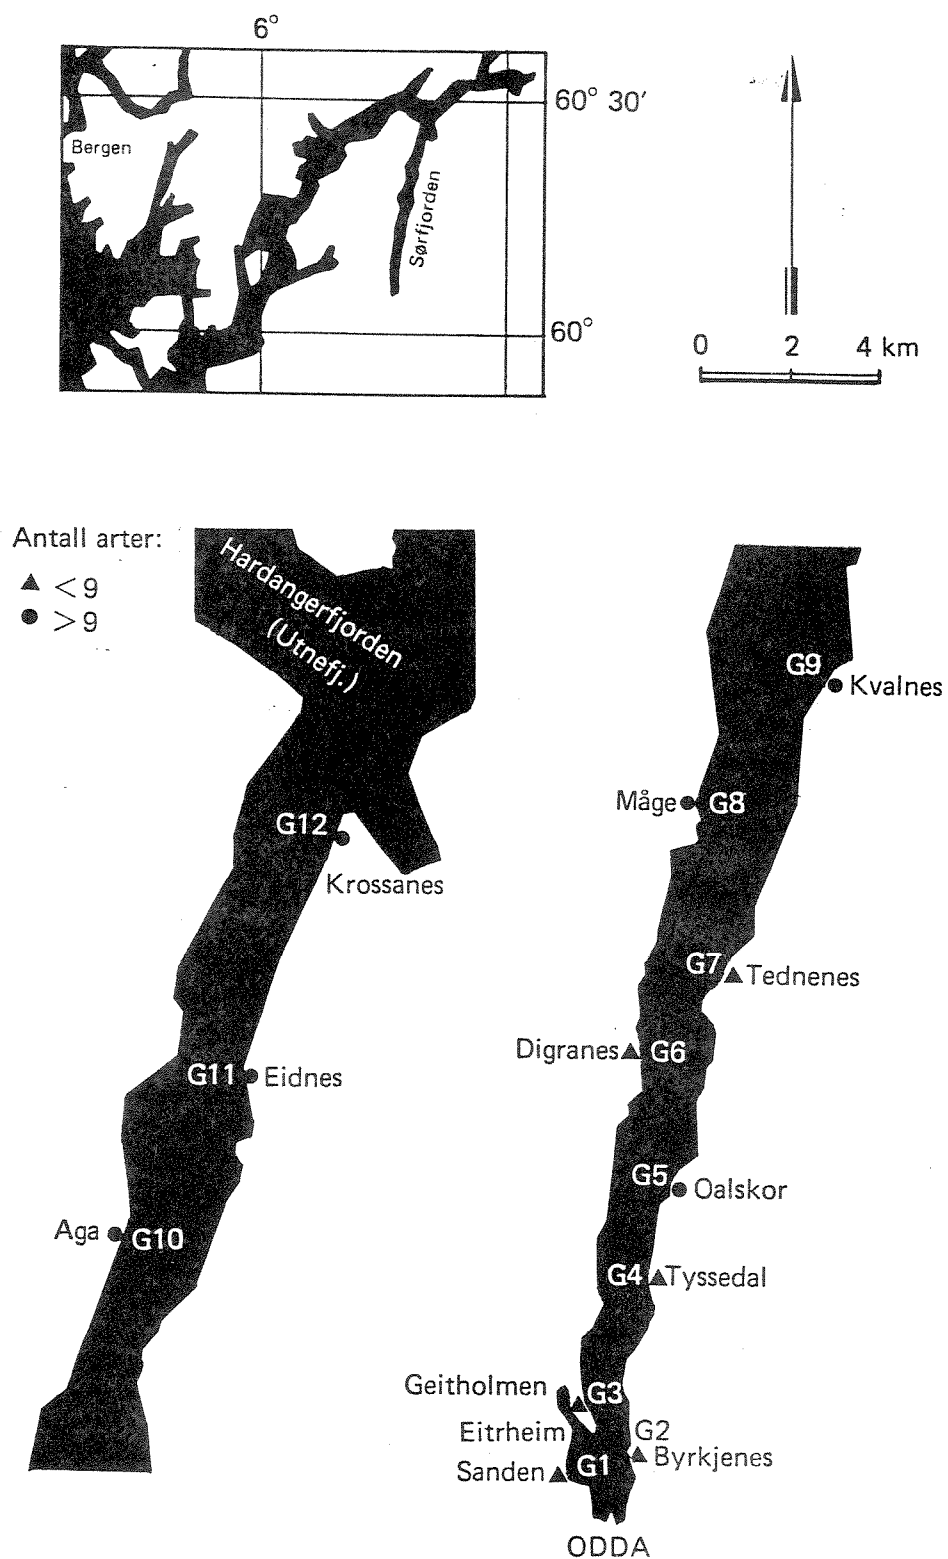 6°
60° 30'
Bergen
Sørfjorden
60°
0 2 4 km
Antall arter:
▲ <9
● >9
Hardangerfjorden
(Utnefj.)
G12
Krossanes
G11 Eidnes
Aga G10
G9
Kvalnes
Måge G8
G7
Tednenes
Digranes G6
G5
Oalskor
G4 Tyssedal
Geitholmen G3
Eitrheim G2
G1 Byrkjenes
Sanden
ODDA